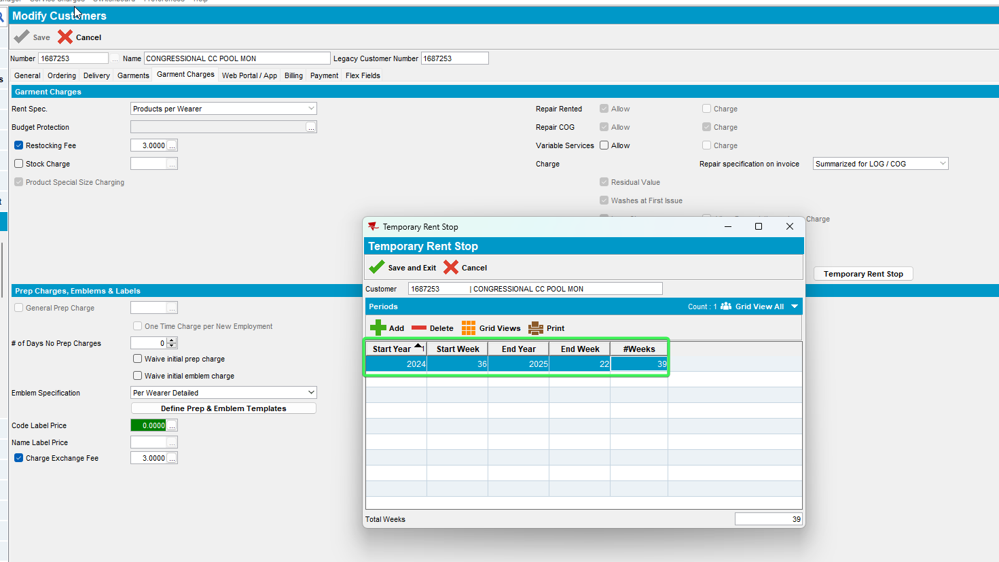 Service Charges Switchboard Preferences Help
Modify Customers
Save Cancel
Number 1687253 ... Name CONGRESSIONAL CC POOL MON Legacy Customer Number 1687253
General Ordering Delivery Garments Garment Charges Web Portal / App Billing Payment Flex Fields
Garment Charges
Rent Spec. Products per Wearer Repair Rented Allow Charge
Budget Protection ... Repair COG Allow Charge
Restocking Fee 3.0000 ... Variable Services Allow Charge
Stock Charge ... Charge Repair specification on invoice Summarized for LOG / COG
Product Special Size Charging Residual Value
Washes at First Issue
Charge
Temporary Rent Stop
Temporary Rent Stop
Save and Exit Cancel
Temporary Rent Stop
Customer 1687253 CONGRESSIONAL CC POOL MON
Prep Charges, Emblems & Labels
Periods Count : 1 Grid View All
General Prep Charge ...
One Time Charge per New Employment
Add Delete Grid Views Print
# of Days No Prep Charges 0
Start Year 1 Start Week End Year End Week #Weeks
Waive initial prep charge
2024 36 2025 22 39
Waive initial emblem charge
Emblem Specification Per Wearer Detailed
Define Prep & Emblem Templates
Code Label Price 0.0000 ...
Name Label Price ...
Charge Exchange Fee 3.0000 ...
Total Weeks 39